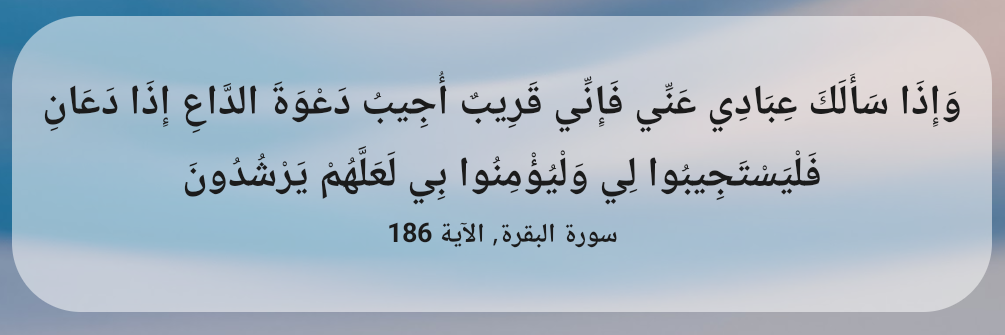 وَإِذَا سَأَلَكَ عِبَادِي عَنِّي فَإِنِّي قَرِيبٌ أُجِيبُ دَعْوَةَ الدَّاعِ إِذَا دَعَانِ
فَلْيَسْتَجِيبُوا لِي وَلْيُؤْمِنُوا بِي لَعَلَّهُمْ يَرْشُدُونَ
سورة البقرة, الآية 186